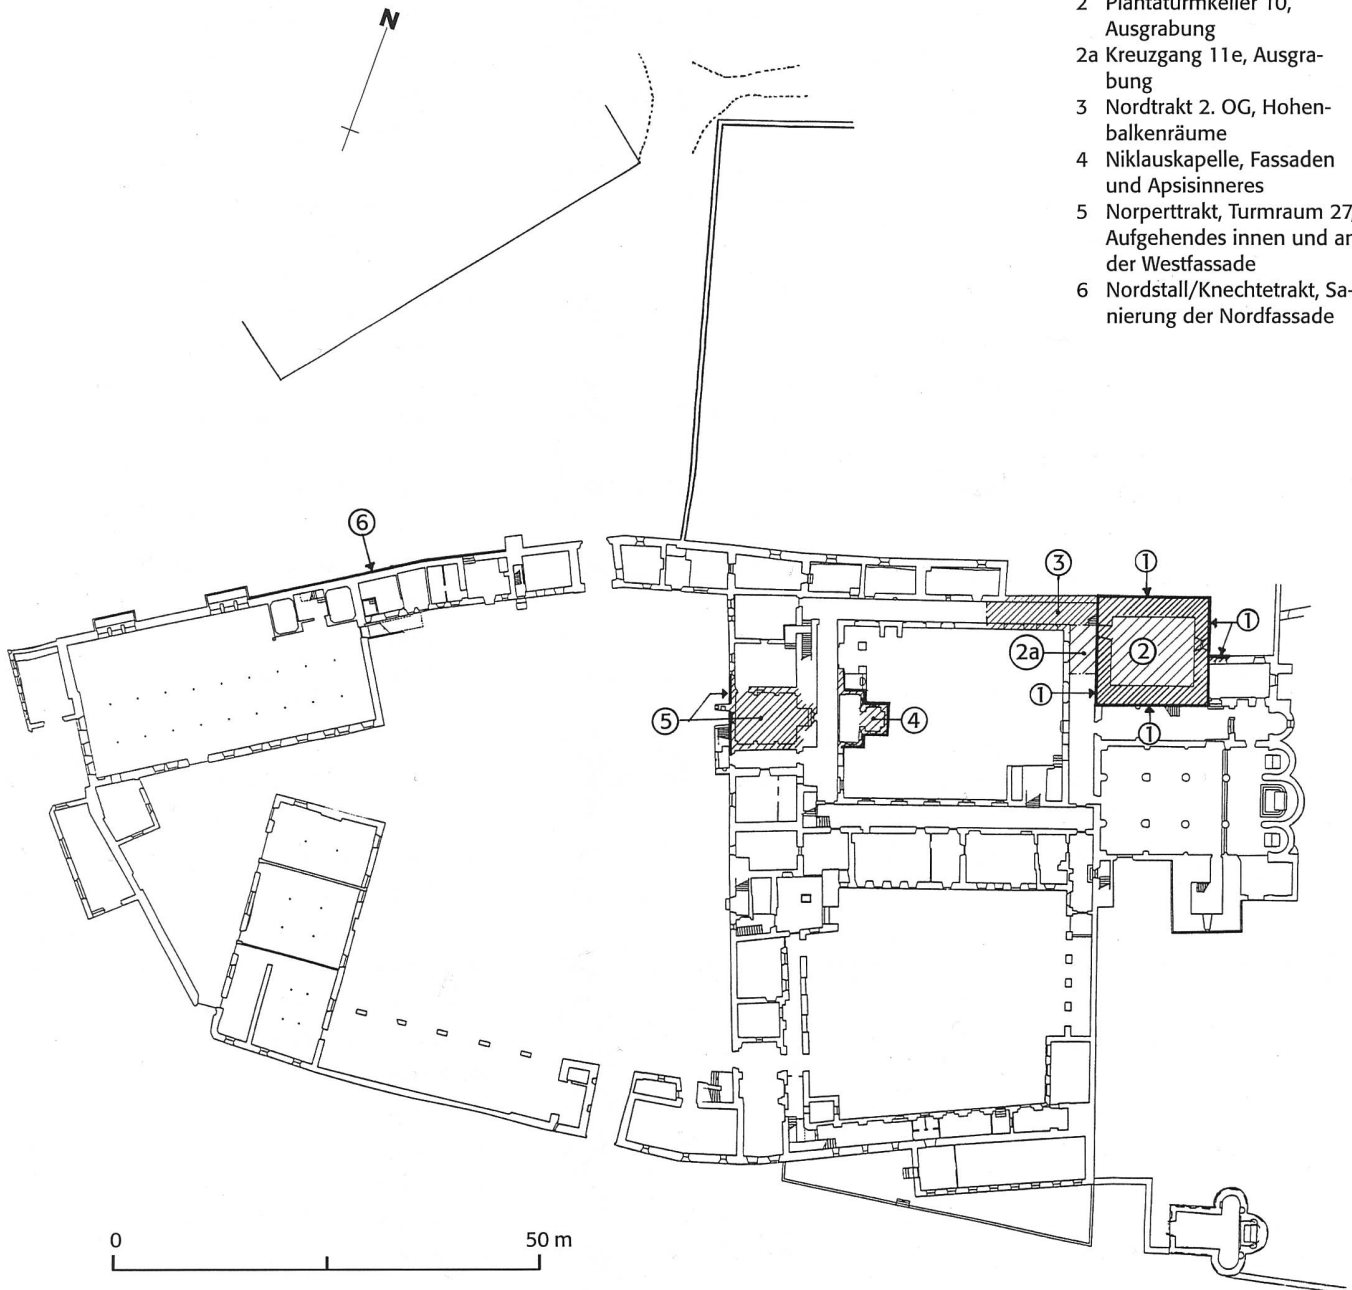 N
2 Plantaturmkeller 10,
Ausgrabung
2a Kreuzgang 11e, Ausgra-
bung
3 Nordtrakt 2. OG, Hohen-
balkenräume
4 Niklauskapelle, Fassaden
und Apsisinneres
5 Norperttrakt, Turmraum 27,
Aufgehendes innen und an
der Westfassade
6 Nordstall/Knechtetrakt, Sa-
nierung der Nordfassade
6
3
1
1
2a
2
1
5
4
1
0
50 m